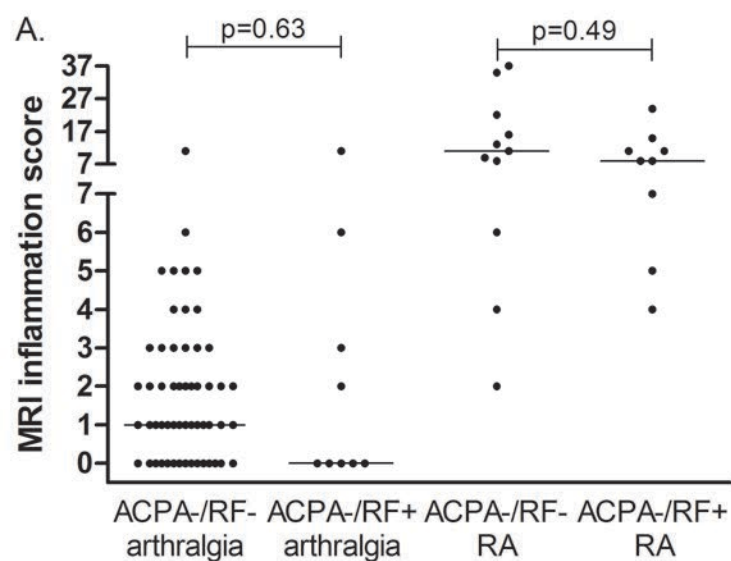 A.
p=0.63
p=0.49
MRI inflammation score
37
27
17
7
7
6
5
4
3
2
1
0
ACPA-/RF- ACPA-/RF+ ACPA-/RF- ACPA-/RF+
arthralgia arthralgia RA RA